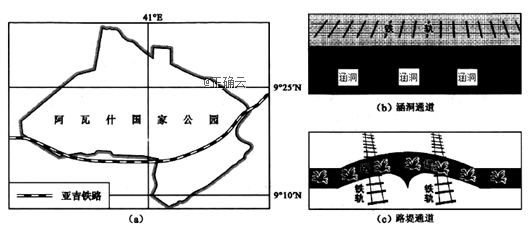 41°E
@正确云
9°25′N
阿瓦什国家公园
9°10′N
亚吉铁路
(a)
铁轨
涵洞 涵洞 涵洞
(b)涵洞通道
铁轨 铁轨
(c)路堤通道